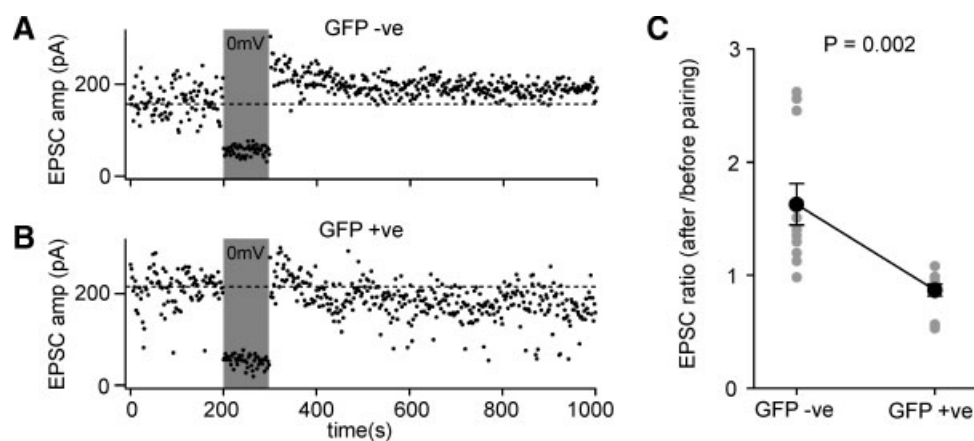 A
GFP -ve
0mV
EPSC amp (pA)
200
0
B
GFP +ve
0mV
EPSC amp (pA)
200
0
0
200
400
600
800
1000
time(s)
C
P = 0.002
EPSC ratio (after /before pairing)
3
2
1
0
GFP -ve
GFP +ve